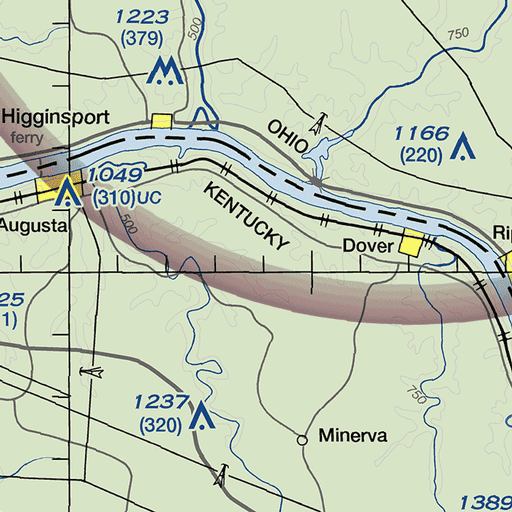 1223
(379)
500
750
Higginsport
ferry
OHIO
1166
(220)
1049
(310)UC
KENTUCKY
Augusta
500
Dover
Rip
25
1)
750
1237
(320)
Minerva
1389